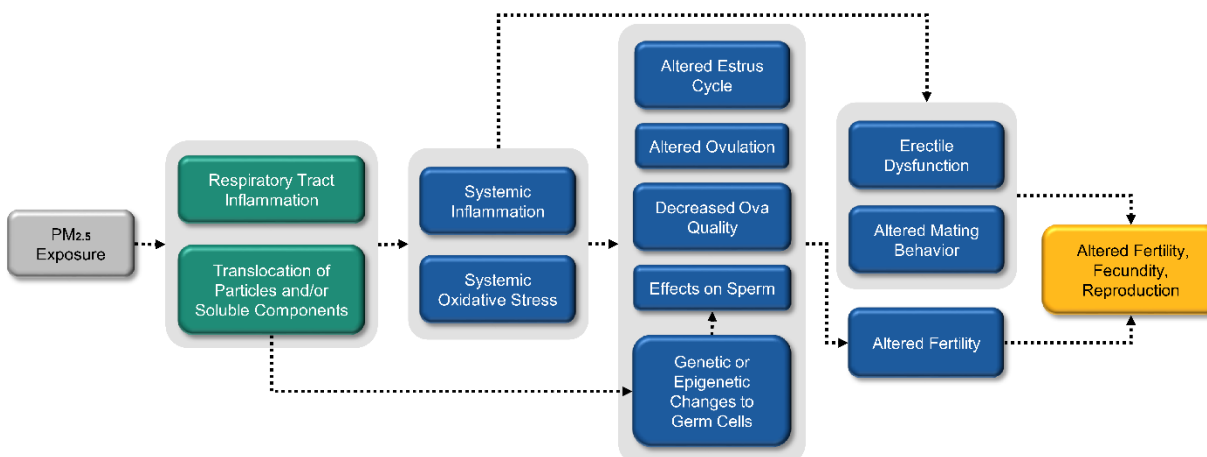 PM2.5
Exposure
Respiratory Tract
Inflammation
Translocation of
Particles and/or
Soluble Components
Systemic
Inflammation
Systemic
Oxidative Stress
Altered Estrus
Cycle
Altered Ovulation
Decreased Ova
Quality
Effects on Sperm
Genetic or
Epigenetic
Changes to
Germ Cells
Erectile
Dysfunction
Altered Mating
Behavior
Altered Fertility
Altered Fertility,
Fecundity,
Reproduction